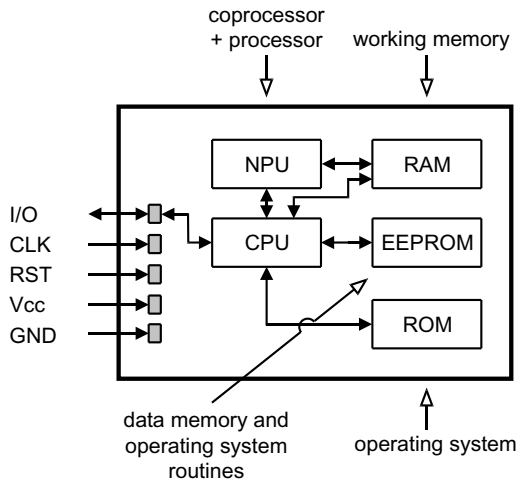 coprocessor
+ processor
working memory
NPU
RAM
I/O
CLK
CPU
EEPROM
RST
Vcc
ROM
GND
data memory and
operating system
routines
operating system